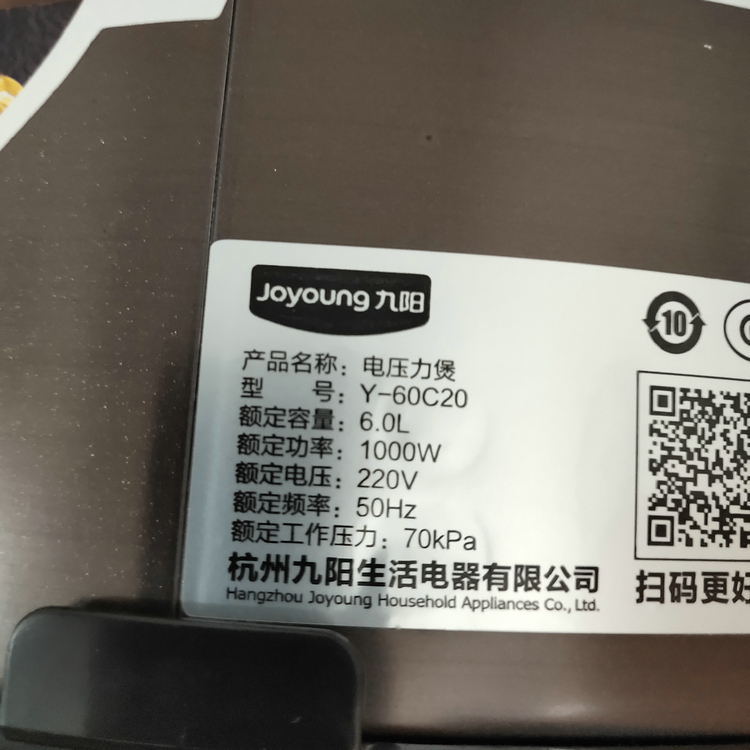 Joyoung 九阳
10
产品名称：电压力煲
型 号：Y-60C20
额定容量：6.0L
额定功率：1000W
额定电压：220V
额定频率：50Hz
额定工作压力：70kPa
杭州九阳生活电器有限公司
Hangzhou Joyoung Household Appliances Co., Ltd.
扫码更好